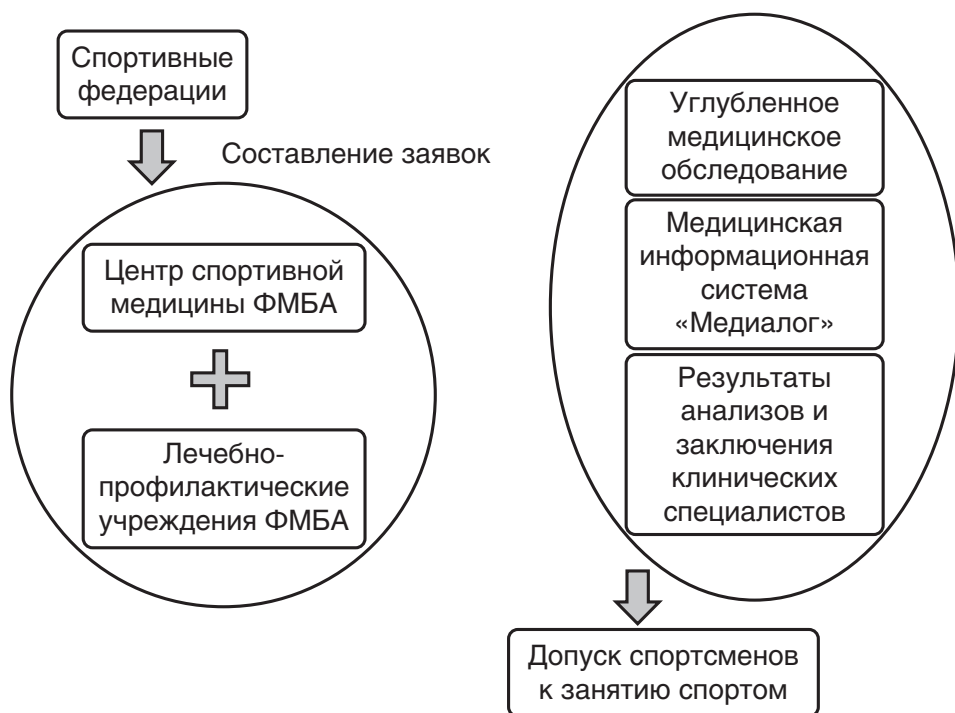 Спортивные
федерации
Составление заявок
Центр спортивной
медицины ФМБА
Лечебно-
профилактические
учреждения ФМБА
Углубленное
медицинское
обследование
Медицинская
информационная
система
«Медиалог»
Результаты
анализов и
заключения
клинических
специалистов
Допуск спортсменов
к занятию спортом